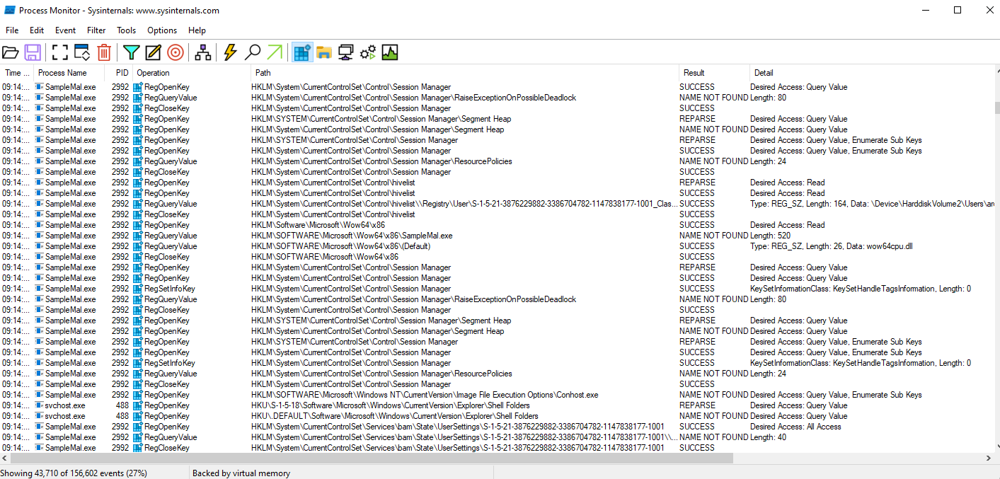 Process Monitor - Sysinternals: www.sysinternals.com
File Edit Event Filter Tools Options Help
Time ... Process Name PID Operation Path Result Detail
09:14:... SampleMal.exe 2992 RegOpenKey HKLM\System\CurrentControlSet\Control\Session Manager SUCCESS Desired Access: Query Value
09:14:... SampleMal.exe 2992 RegQueryValue HKLM\System\CurrentControlSet\Control\Session Manager\RaiseExceptionOnPossibleDeadlock NAME NOT FOUND Length: 80
09:14:... SampleMal.exe 2992 RegCloseKey HKLM\System\CurrentControlSet\Control\Session Manager SUCCESS
09:14:... SampleMal.exe 2992 RegOpenKey HKLM\SYSTEM\CurrentControlSet\Control\Session Manager\Segment Heap REPARSE Desired Access: Query Value
09:14:... SampleMal.exe 2992 RegOpenKey HKLM\System\CurrentControlSet\Control\Session Manager\Segment Heap NAME NOT FOUND Desired Access: Query Value
09:14:... SampleMal.exe 2992 RegOpenKey HKLM\SYSTEM\CurrentControlSet\Control\Session Manager REPARSE Desired Access: Query Value, Enumerate Sub Keys
09:14:... SampleMal.exe 2992 RegOpenKey HKLM\System\CurrentControlSet\Control\Session Manager SUCCESS Desired Access: Query Value, Enumerate Sub Keys
09:14:... SampleMal.exe 2992 RegQueryValue HKLM\System\CurrentControlSet\Control\Session Manager\ResourcePolicies NAME NOT FOUND Length: 24
09:14:... SampleMal.exe 2992 RegCloseKey HKLM\System\CurrentControlSet\Control\Session Manager SUCCESS
09:14:... SampleMal.exe 2992 RegOpenKey HKLM\System\CurrentControlSet\Control\hivelist REPARSE Desired Access: Read
09:14:... SampleMal.exe 2992 RegOpenKey HKLM\System\CurrentControlSet\Control\hivelist SUCCESS Desired Access: Read
09:14:... SampleMal.exe 2992 RegQueryValue HKLM\System\CurrentControlSet\Control\hivelist\\Registry\User\S-1-5-21-3876229882-3386704782-1147838177-1001_Clas... SUCCESS Type: REG_SZ, Length: 164, Data: \Device\HarddiskVolume2\Users\ar
09:14:... SampleMal.exe 2992 RegCloseKey HKLM\System\CurrentControlSet\Control\hivelist SUCCESS
09:14:... SampleMal.exe 2992 RegOpenKey HKLM\Software\Microsoft\Wow64\x86 SUCCESS Desired Access: Read
09:14:... SampleMal.exe 2992 RegQueryValue HKLM\SOFTWARE\Microsoft\Wow64\x86\SampleMal.exe NAME NOT FOUND Length: 520
09:14:... SampleMal.exe 2992 RegQueryValue HKLM\SOFTWARE\Microsoft\Wow64\x86\(Default) SUCCESS Type: REG_SZ, Length: 26, Data: wow64cpu.dll
09:14:... SampleMal.exe 2992 RegCloseKey HKLM\SOFTWARE\Microsoft\Wow64\x86 SUCCESS
09:14:... SampleMal.exe 2992 RegOpenKey HKLM\System\CurrentControlSet\Control\Session Manager REPARSE Desired Access: Query Value
09:14:... SampleMal.exe 2992 RegOpenKey HKLM\System\CurrentControlSet\Control\Session Manager SUCCESS Desired Access: Query Value
09:14:... SampleMal.exe 2992 RegSetInfoKey HKLM\System\CurrentControlSet\Control\Session Manager SUCCESS KeySetInformationClass: KeySetHandleTagsInformation, Length: 0
09:14:... SampleMal.exe 2992 RegQueryValue HKLM\System\CurrentControlSet\Control\Session Manager\RaiseExceptionOnPossibleDeadlock NAME NOT FOUND Length: 80
09:14:... SampleMal.exe 2992 RegCloseKey HKLM\System\CurrentControlSet\Control\Session Manager SUCCESS
09:14:... SampleMal.exe 2992 RegOpenKey HKLM\SYSTEM\CurrentControlSet\Control\Session Manager\Segment Heap REPARSE Desired Access: Query Value
09:14:... SampleMal.exe 2992 RegOpenKey HKLM\System\CurrentControlSet\Control\Session Manager\Segment Heap NAME NOT FOUND Desired Access: Query Value
09:14:... SampleMal.exe 2992 RegOpenKey HKLM\SYSTEM\CurrentControlSet\Control\Session Manager REPARSE Desired Access: Query Value, Enumerate Sub Keys
09:14:... SampleMal.exe 2992 RegOpenKey HKLM\System\CurrentControlSet\Control\Session Manager SUCCESS Desired Access: Query Value, Enumerate Sub Keys
09:14:... SampleMal.exe 2992 RegSetInfoKey HKLM\System\CurrentControlSet\Control\Session Manager SUCCESS KeySetInformationClass: KeySetHandleTagsInformation, Length: 0
09:14:... SampleMal.exe 2992 RegQueryValue HKLM\System\CurrentControlSet\Control\Session Manager\ResourcePolicies NAME NOT FOUND Length: 24
09:14:... SampleMal.exe 2992 RegCloseKey HKLM\System\CurrentControlSet\Control\Session Manager SUCCESS
09:14:... SampleMal.exe 2992 RegOpenKey HKLM\SOFTWARE\Microsoft\Windows NT\CurrentVersion\Image File Execution Options\Conhost.exe NAME NOT FOUND Desired Access: Query Value, Enumerate Sub Keys
09:14:... svchost.exe 488 RegOpenKey HKU\S-1-5-18\Software\Microsoft\Windows\CurrentVersion\Explorer\Shell Folders REPARSE Desired Access: Query Value
09:14:... svchost.exe 488 RegOpenKey HKU\.DEFAULT\Software\Microsoft\Windows\CurrentVersion\Explorer\Shell Folders SUCCESS Desired Access: Query Value
09:14:... SampleMal.exe 2992 RegOpenKey HKLM\System\CurrentControlSet\Services\bam\State\UserSettings\S-1-5-21-3876229882-3386704782-1147838177-1001 SUCCESS Desired Access: All Access
09:14:... SampleMal.exe 2992 RegQueryValue HKLM\System\CurrentControlSet\Services\bam\State\UserSettings\S-1-5-21-3876229882-3386704782-1147838177-1001\\... NAME NOT FOUND Length: 40
09:14:... SampleMal.exe 2992 RegCloseKey HKLM\System\CurrentControlSet\Services\bam\State\UserSettings\S-1-5-21-3876229882-3386704782-1147838177-1001 SUCCESS
Showing 43,710 of 156,602 events (27%) Backed by virtual memory